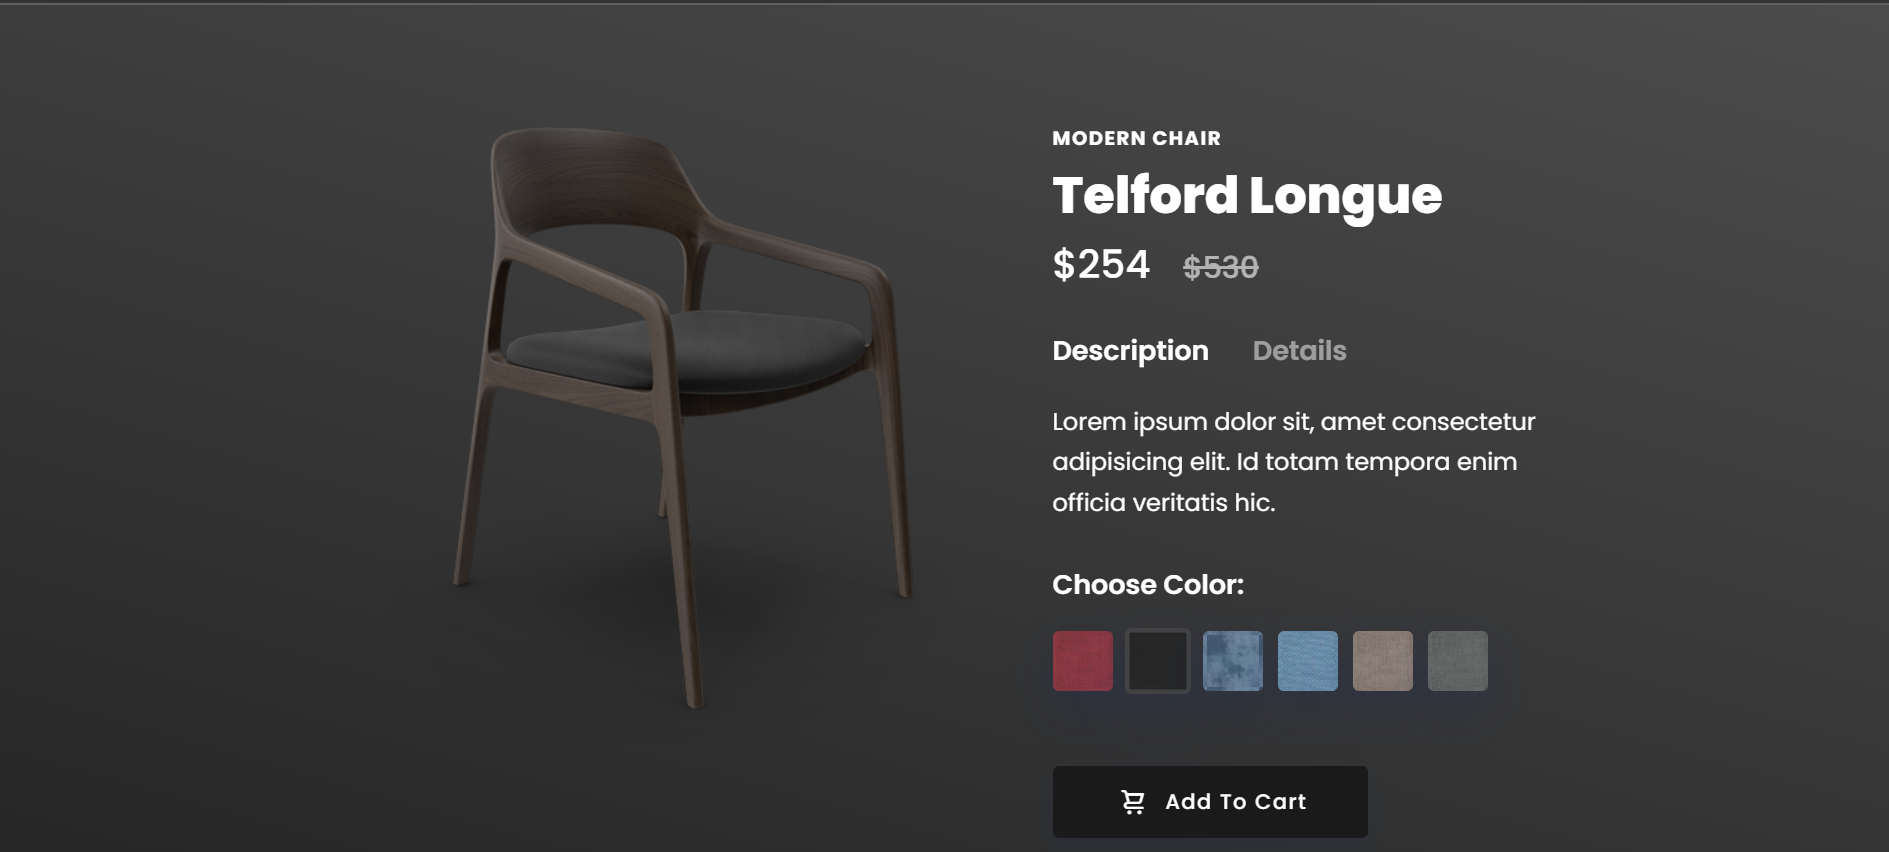 MODERN CHAIR
Telford Longue
$254 $530
Description Details
Lorem ipsum dolor sit, amet consectetur
adipisicing elit. Id totam tempora enim
officia veritatis hic.
Choose Color:
Add To Cart